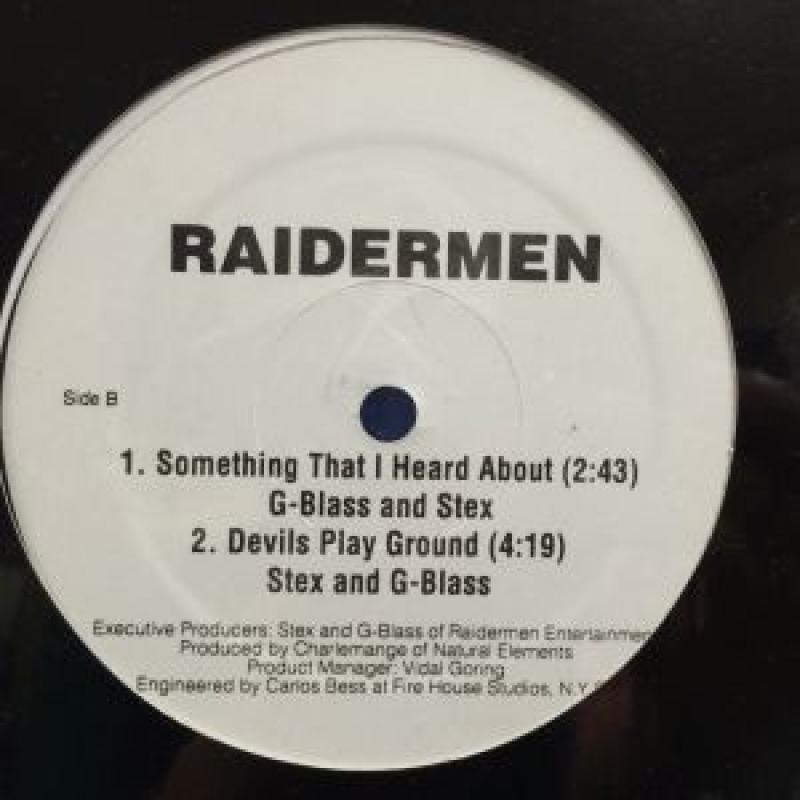 RAIDERMEN
Side B
1. Something That I Heard About (2:43)
G-Blass and Stex
2. Devils Play Ground (4:19)
Stex and G-Blass
Executive Producers: Stex and G-Blass of Raidermen Entertainmen
Produced by Charlemange of Natural Elements
Product Manager: Vidal Goring
Engineered by Carlos Bess at Fire House Studios, N.Y.